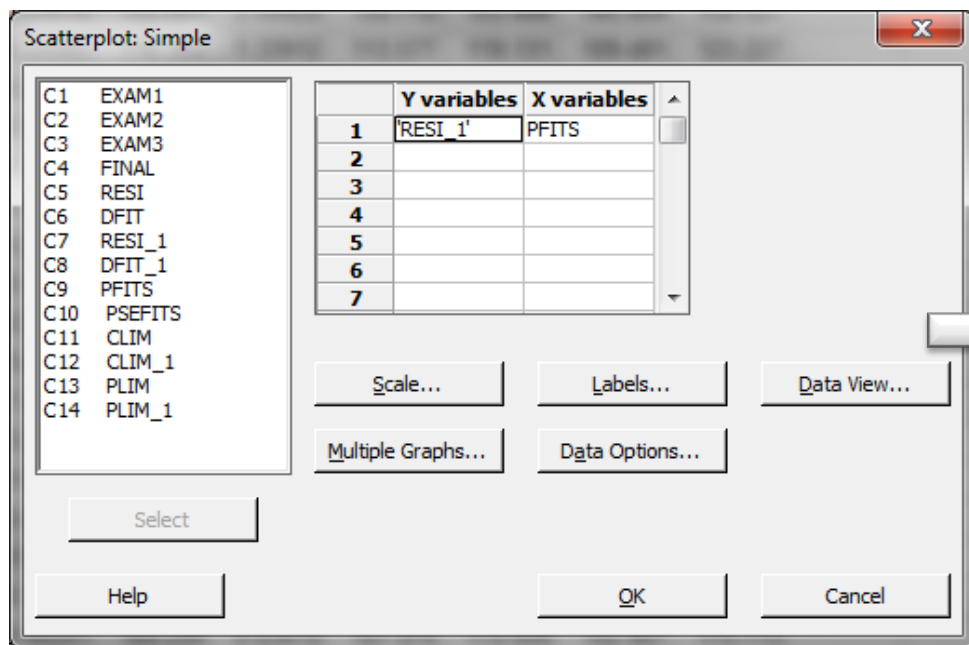 Scatterplot: Simple
C1 EXAM1
C2 EXAM2
C3 EXAM3
C4 FINAL
C5 RESI
C6 DFIT
C7 RESI_1
C8 DFIT_1
C9 PFITS
C10 PSEFITS
C11 CLIM
C12 CLIM_1
C13 PLIM
C14 PLIM_1
Y variables X variables
1 'RESI_1' PFITS
2
3
4
5
6
7
Scale... Labels... Data View...
Multiple Graphs... Data Options...
Select
Help OK Cancel